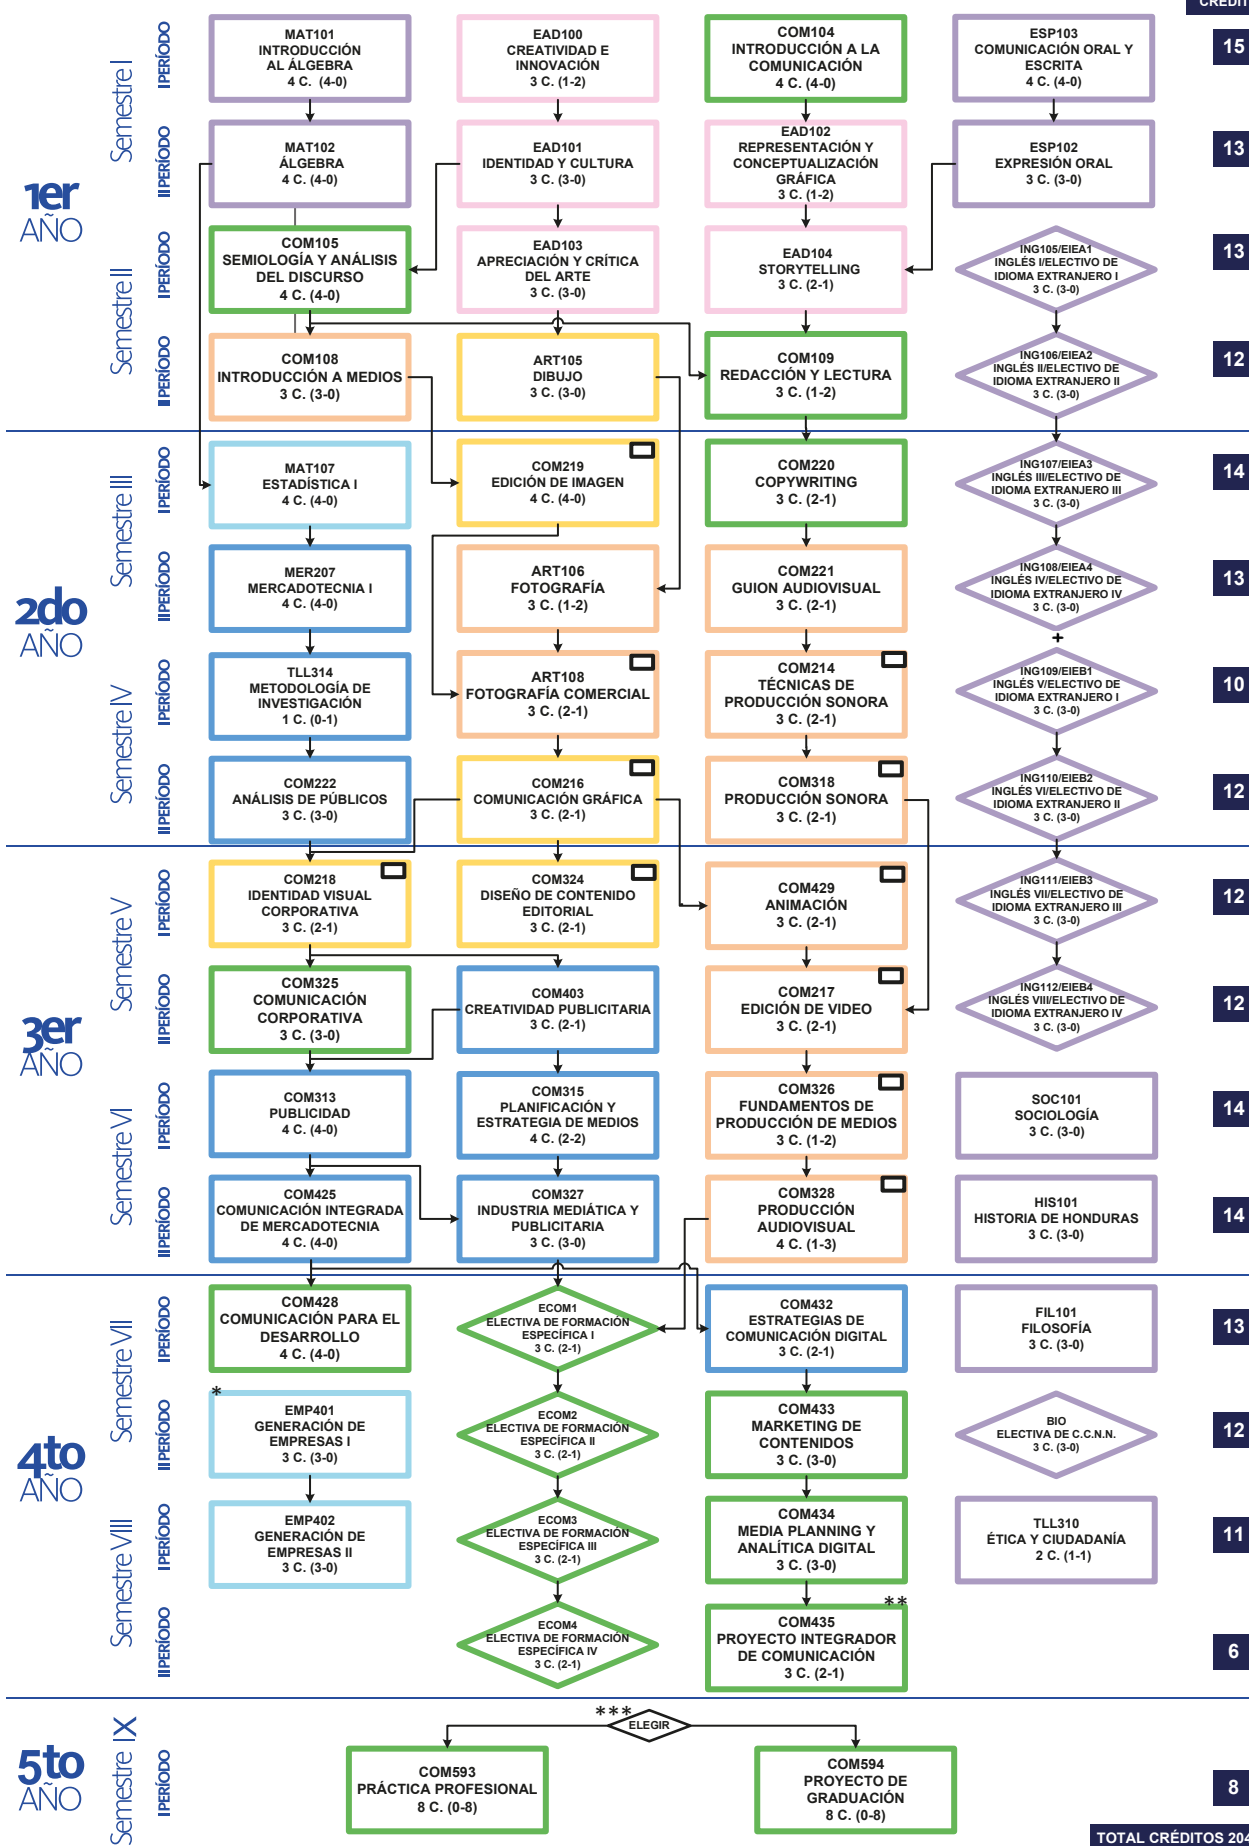 CRÉDIT
1er
AÑO
Semestre I
I PERÍODO
MAT101
INTRODUCCIÓN
AL ÁLGEBRA
4 C. (4-0)
EAD100
CREATIVIDAD E
INNOVACIÓN
3 C. (1-2)
COM104
INTRODUCCIÓN A LA
COMUNICACIÓN
4 C. (4-0)
ESP103
COMUNICACIÓN ORAL Y
ESCRITA
4 C. (4-0)
15
II PERÍODO
MAT102
ÁLGEBRA
4 C. (4-0)
EAD101
IDENTIDAD Y CULTURA
3 C. (3-0)
EAD102
REPRESENTACIÓN Y
CONCEPTUALIZACIÓN
GRÁFICA
3 C. (1-2)
ESP102
EXPRESIÓN ORAL
3 C. (3-0)
13
Semestre II
I PERÍODO
COM105
SEMIOLOGÍA Y ANÁLISIS
DEL DISCURSO
4 C. (4-0)
EAD103
APRECIACIÓN Y CRÍTICA
DEL ARTE
3 C. (3-0)
EAD104
STORYTELLING
3 C. (2-1)
ING105/EIEA1
INGLÉS I/ELECTIVO DE
IDIOMA EXTRANJERO I
3 C. (3-0)
13
II PERÍODO
COM108
INTRODUCCIÓN A MEDIOS
3 C. (3-0)
ART105
DIBUJO
3 C. (3-0)
COM109
REDACCIÓN Y LECTURA
3 C. (1-2)
ING106/EIEA2
INGLÉS II/ELECTIVO DE
IDIOMA EXTRANJERO II
3 C. (3-0)
12
2do
AÑO
Semestre III
I PERÍODO
MAT107
ESTADÍSTICA I
4 C. (4-0)
COM219
EDICIÓN DE IMAGEN
4 C. (4-0)
COM220
COPYWRITING
3 C. (2-1)
ING107/EIEA3
INGLÉS III/ELECTIVO DE
IDIOMA EXTRANJERO III
3 C. (3-0)
14
II PERÍODO
MER207
MERCADOTECNIA I
4 C. (4-0)
ART106
FOTOGRAFÍA
3 C. (1-2)
COM221
GUION AUDIOVISUAL
3 C. (2-1)
ING108/EIEA4
INGLÉS IV/ELECTIVO DE
IDIOMA EXTRANJERO IV
3 C. (3-0)
13
+
Semestre IV
I PERÍODO
TLL314
METODOLOGÍA DE
INVESTIGACIÓN
1 C. (0-1)
ART108
FOTOGRAFÍA COMERCIAL
3 C. (2-1)
COM214
TÉCNICAS DE
PRODUCCIÓN SONORA
3 C. (2-1)
ING109/EIEB1
INGLÉS V/ELECTIVO DE
IDIOMA EXTRANJERO I
3 C. (3-0)
10
II PERÍODO
COM222
ANÁLISIS DE PÚBLICOS
3 C. (3-0)
COM216
COMUNICACIÓN GRÁFICA
3 C. (2-1)
COM318
PRODUCCIÓN SONORA
3 C. (2-1)
ING110/EIEB2
INGLÉS VI/ELECTIVO DE
IDIOMA EXTRANJERO II
3 C. (3-0)
12
3er
AÑO
Semestre V
I PERÍODO
COM218
IDENTIDAD VISUAL
CORPORATIVA
3 C. (2-1)
COM324
DISEÑO DE CONTENIDO
EDITORIAL
3 C. (2-1)
COM429
ANIMACIÓN
3 C. (2-1)
ING111/EIEB3
INGLÉS VII/ELECTIVO DE
IDIOMA EXTRANJERO III
3 C. (3-0)
12
II PERÍODO
COM325
COMUNICACIÓN
CORPORATIVA
3 C. (3-0)
COM403
CREATIVIDAD PUBLICITARIA
3 C. (2-1)
COM217
EDICIÓN DE VIDEO
3 C. (2-1)
ING112/EIEB4
INGLÉS VIII/ELECTIVO DE
IDIOMA EXTRANJERO IV
3 C. (3-0)
12
Semestre VI
I PERÍODO
COM313
PUBLICIDAD
4 C. (4-0)
COM315
PLANIFICACIÓN Y
ESTRATEGIA DE MEDIOS
4 C. (2-2)
COM326
FUNDAMENTOS DE
PRODUCCIÓN DE MEDIOS
3 C. (1-2)
SOC101
SOCIOLOGÍA
3 C. (3-0)
14
II PERÍODO
COM425
COMUNICACIÓN INTEGRADA
DE MERCADOTECNIA
4 C. (4-0)
COM327
INDUSTRIA MEDIÁTICA Y
PUBLICITARIA
3 C. (3-0)
COM328
PRODUCCIÓN
AUDIOVISUAL
4 C. (1-3)
HIS101
HISTORIA DE HONDURAS
3 C. (3-0)
14
4to
AÑO
Semestre VII
I PERÍODO
COM428
COMUNICACIÓN PARA EL
DESARROLLO
4 C. (4-0)
ECOM1
ELECTIVA DE FORMACIÓN
ESPECÍFICA I
3 C. (2-1)
COM432
ESTRATEGIAS DE
COMUNICACIÓN DIGITAL
3 C. (2-1)
FIL101
FILOSOFÍA
3 C. (3-0)
13
II PERÍODO
*
EMP401
GENERACIÓN DE
EMPRESAS I
3 C. (3-0)
ECOM2
ELECTIVA DE FORMACIÓN
ESPECÍFICA II
3 C. (2-1)
COM433
MARKETING DE
CONTENIDOS
3 C. (3-0)
BIO
ELECTIVA DE C.C.N.N.
3 C. (3-0)
12
Semestre VIII
I PERÍODO
EMP402
GENERACIÓN DE
EMPRESAS II
3 C. (3-0)
ECOM3
ELECTIVA DE FORMACIÓN
ESPECÍFICA III
3 C. (2-1)
COM434
MEDIA PLANNING Y
ANALÍTICA DIGITAL
3 C. (3-0)
TLL310
ÉTICA Y CIUDADANÍA
2 C. (1-1)
11
II PERÍODO
ECOM4
ELECTIVA DE FORMACIÓN
ESPECÍFICA IV
3 C. (2-1)
**
COM435
PROYECTO INTEGRADOR
DE COMUNICACIÓN
3 C. (2-1)
6
5to
AÑO
Semestre IX
I PERÍODO
***
ELEGIR
COM593
PRÁCTICA PROFESIONAL
8 C. (0-8)
COM594
PROYECTO DE
GRADUACIÓN
8 C. (0-8)
8
TOTAL CRÉDITOS 204